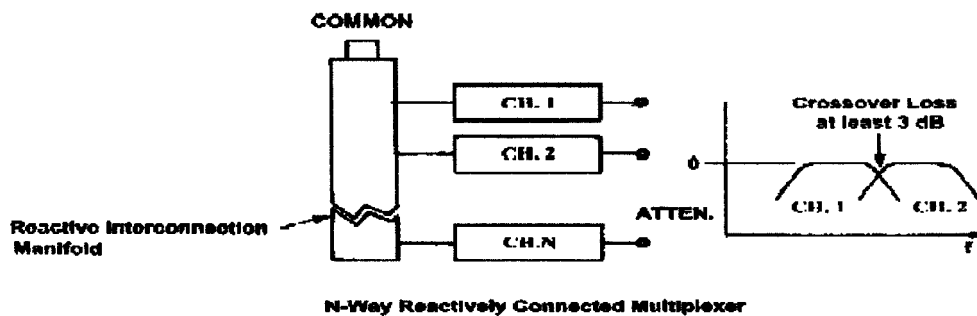 COMMON
CH. 1
CH. 2
CH.N
Reactive Interconnection
Manifold
Crossover Loss
at least 3 dB
0
ATTEN.
CH. 1
CH. 2
f
N-Way Reactively Connected Multiplexer